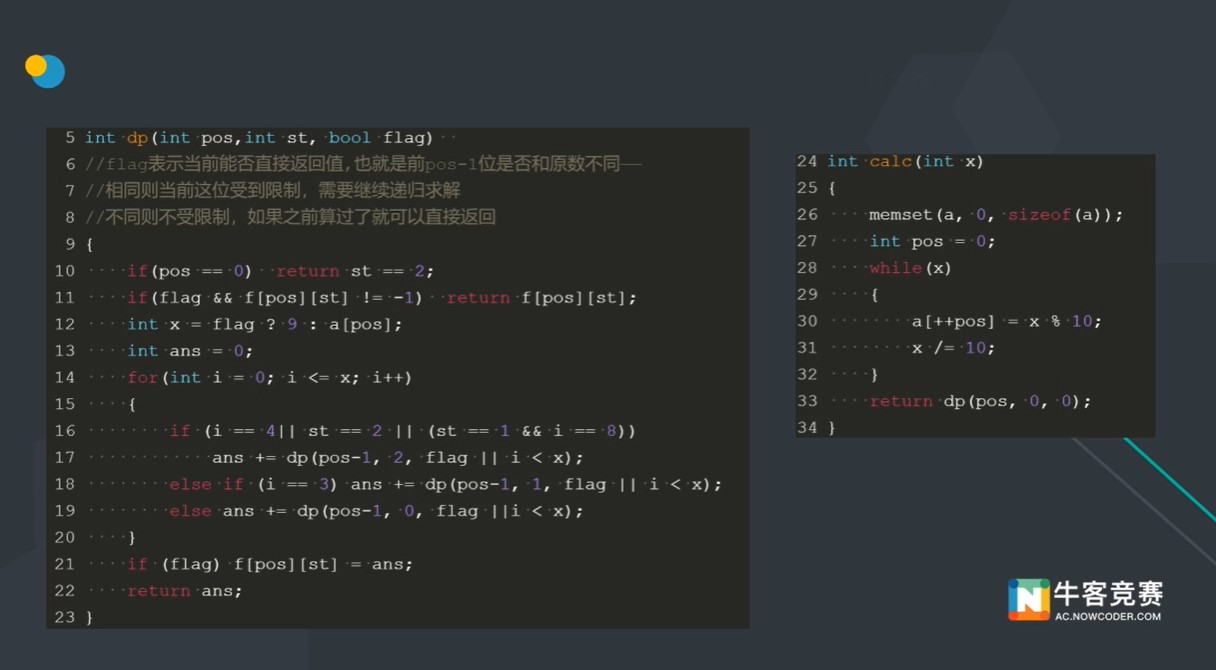 5 int dp(int pos,int st, bool flag)
6 //flag表示当前能否直接返回值,也就是前pos-1位是否和原数不同——
7 //相同则当前这位受到限制，需要继续递归求解
8 //不同则不受限制，如果之前算过了就可以直接返回
9 {
10     if(pos == 0)  return st == 2;
11     if(flag && f[pos][st] != -1)  return f[pos][st];
12     int x = flag ? 9 : a[pos];
13     int ans = 0;
14     for(int i = 0; i <= x; i++)
15     {
16         if (i == 4|| st == 2 || (st == 1 && i == 8))
17             ans += dp(pos-1, 2, flag || i < x);
18         else if (i == 3) ans += dp(pos-1, 1, flag || i < x);
19         else ans += dp(pos-1, 0, flag ||i < x);
20     }
21     if (flag) f[pos][st] = ans;
22     return ans;
23 }
24 int calc(int x)
25 {
26     memset(a, 0, sizeof(a));
27     int pos = 0;
28     while(x)
29     {
30         a[++pos] = x % 10;
31         x /= 10;
32     }
33     return dp(pos, 0, 0);
34 }
牛客竞赛
AC.NOWCODER.COM